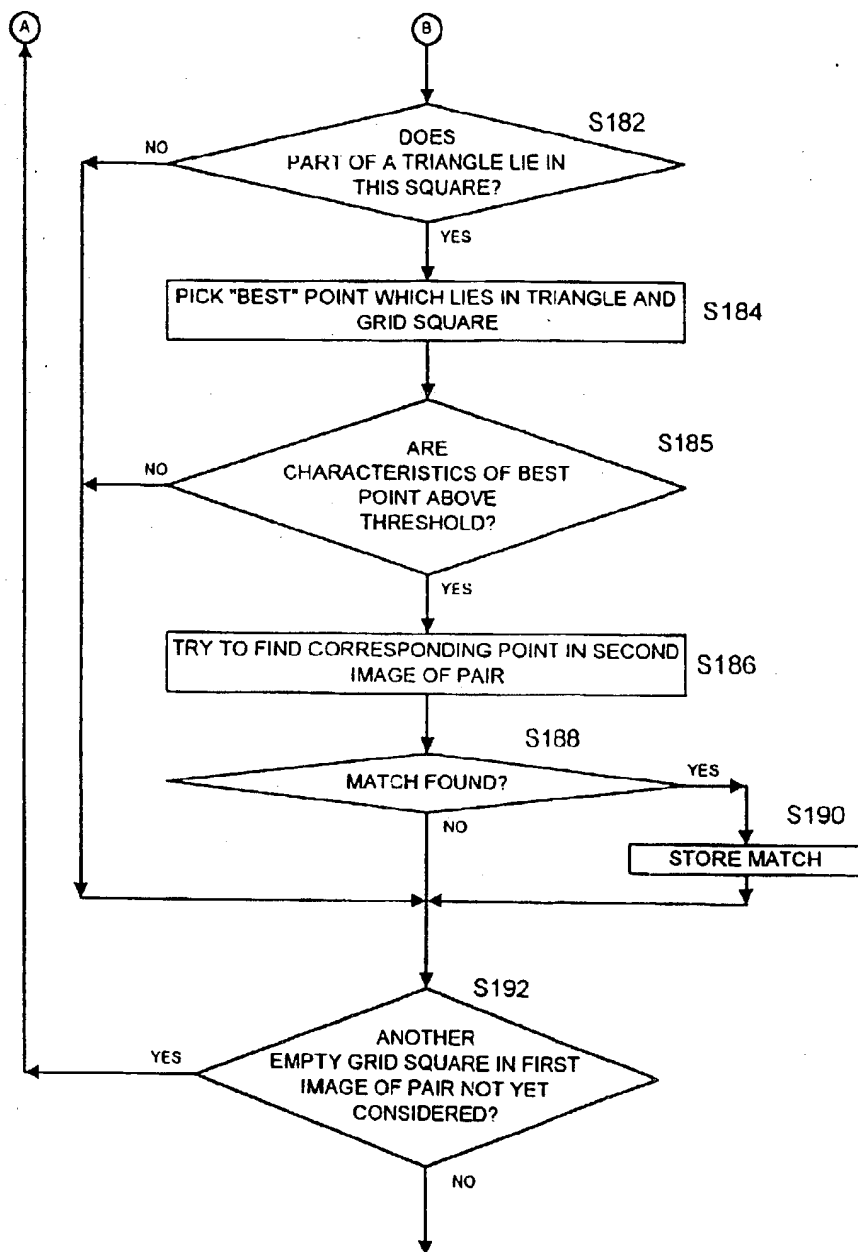 A
B
S182
DOES
PART OF A TRIANGLE LIE IN
THIS SQUARE?
NO
YES
PICK "BEST" POINT WHICH LIES IN TRIANGLE AND
GRID SQUARE
S184
S185
ARE
CHARACTERISTICS OF BEST
POINT ABOVE
THRESHOLD?
NO
YES
TRY TO FIND CORRESPONDING POINT IN SECOND
IMAGE OF PAIR
S186
S188
MATCH FOUND?
YES
NO
S190
STORE MATCH
S192
ANOTHER
EMPTY GRID SQUARE IN FIRST
IMAGE OF PAIR NOT YET
CONSIDERED?
YES
NO